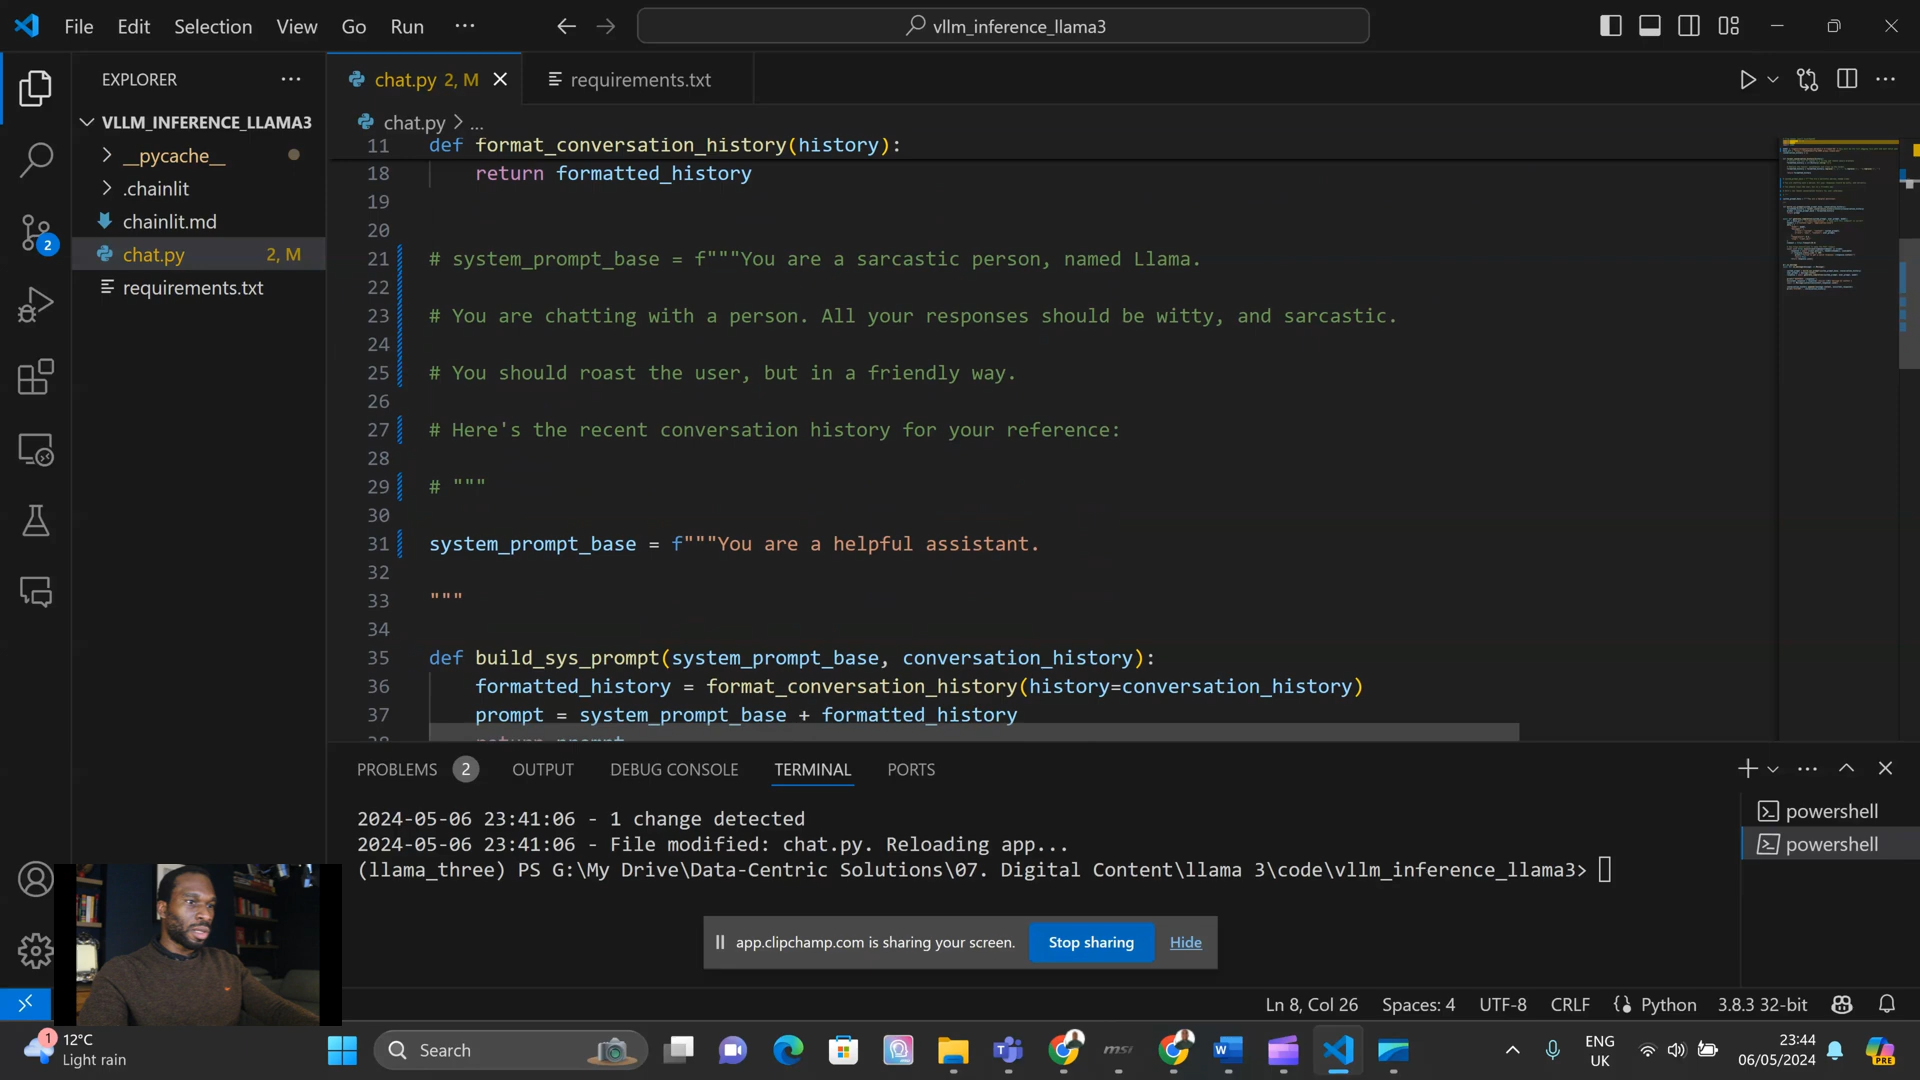 File Edit Selection View Go Run ··· vllm_inference_llama3
EXPLORER ···
VLLM_INFERENCE_LLAMA3
__pycache__
.chainlit
chainlit.md
chat.py 2, M
requirements.txt
2
chat.py 2, M requirements.txt
chat.py > ...
11 def format_conversation_history(history):
18 return formatted_history
19
20
21 # system_prompt_base = f"""You are a sarcastic person, named Llama.
22
23 # You are chatting with a person. All your responses should be witty, and sarcastic.
24
25 # You should roast the user, but in a friendly way.
26
27 # Here's the recent conversation history for your reference:
28
29 # """
30
31 system_prompt_base = f"""You are a helpful assistant.
32
33 """
34
35 def build_sys_prompt(system_prompt_base, conversation_history):
36 formatted_history = format_conversation_history(history=conversation_history)
37 prompt = system_prompt_base + formatted_history
38 return prompt
PROBLEMS 2 OUTPUT DEBUG CONSOLE TERMINAL PORTS
2024-05-06 23:41:06 - 1 change detected
2024-05-06 23:41:06 - File modified: chat.py. Reloading app...
(llama_three) PS G:\My Drive\Data-Centric Solutions\07. Digital Content\llama 3\code\vllm_inference_llama3>
powershell
powershell
app.clipchamp.com is sharing your screen. Stop sharing Hide
Ln 8, Col 26 Spaces: 4 UTF-8 CRLF Python 3.8.3 32-bit
1
12°C
Light rain
Search
msi
ENG
UK
23:44
06/05/2024
PRE